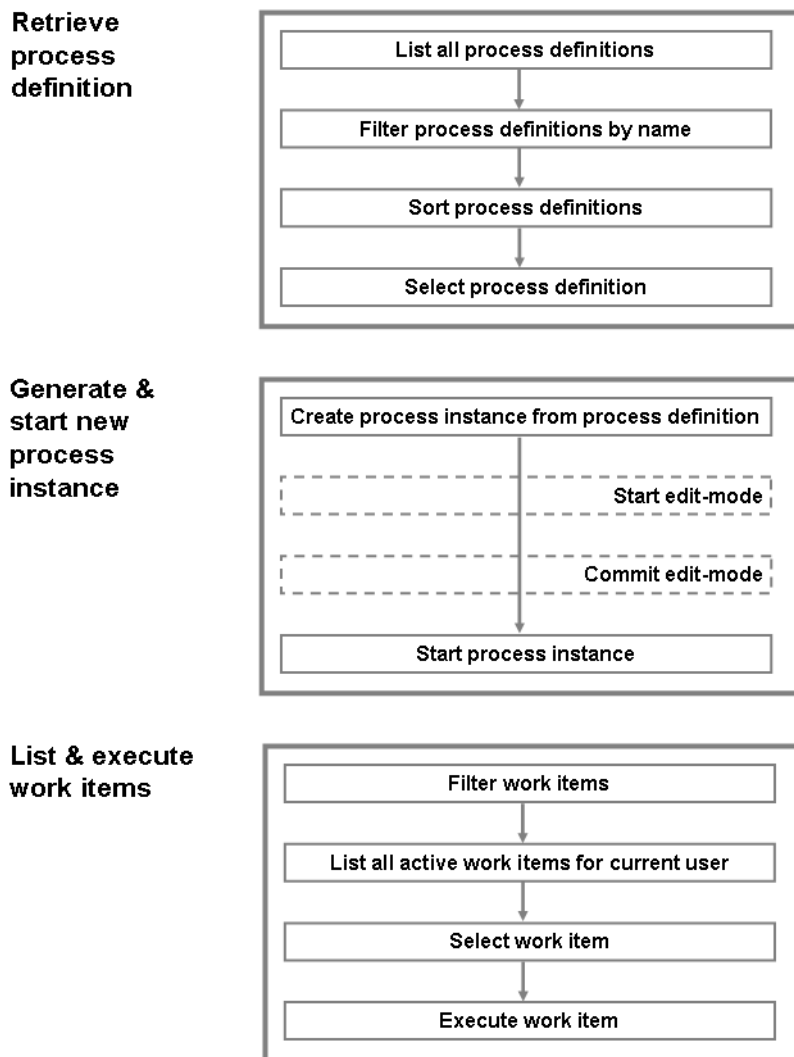 Retrieve
process
definition
List all process definitions
Filter process definitions by name
Sort process definitions
Select process definition
Generate &
start new
process
instance
Create process instance from process definition
Start edit-mode
Commit edit-mode
Start process instance
List & execute
work items
Filter work items
List all active work items for current user
Select work item
Execute work item